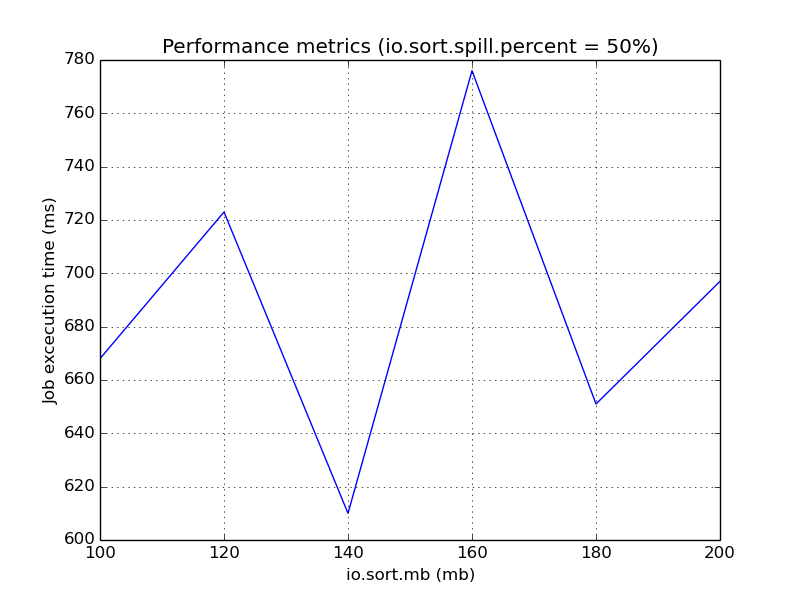 Performance metrics (io.sort.spill.percent = 50%)
780
760
740
720
700
680
660
640
620
600
Job excecution time (ms)
100 120 140 160 180 200
io.sort.mb (mb)